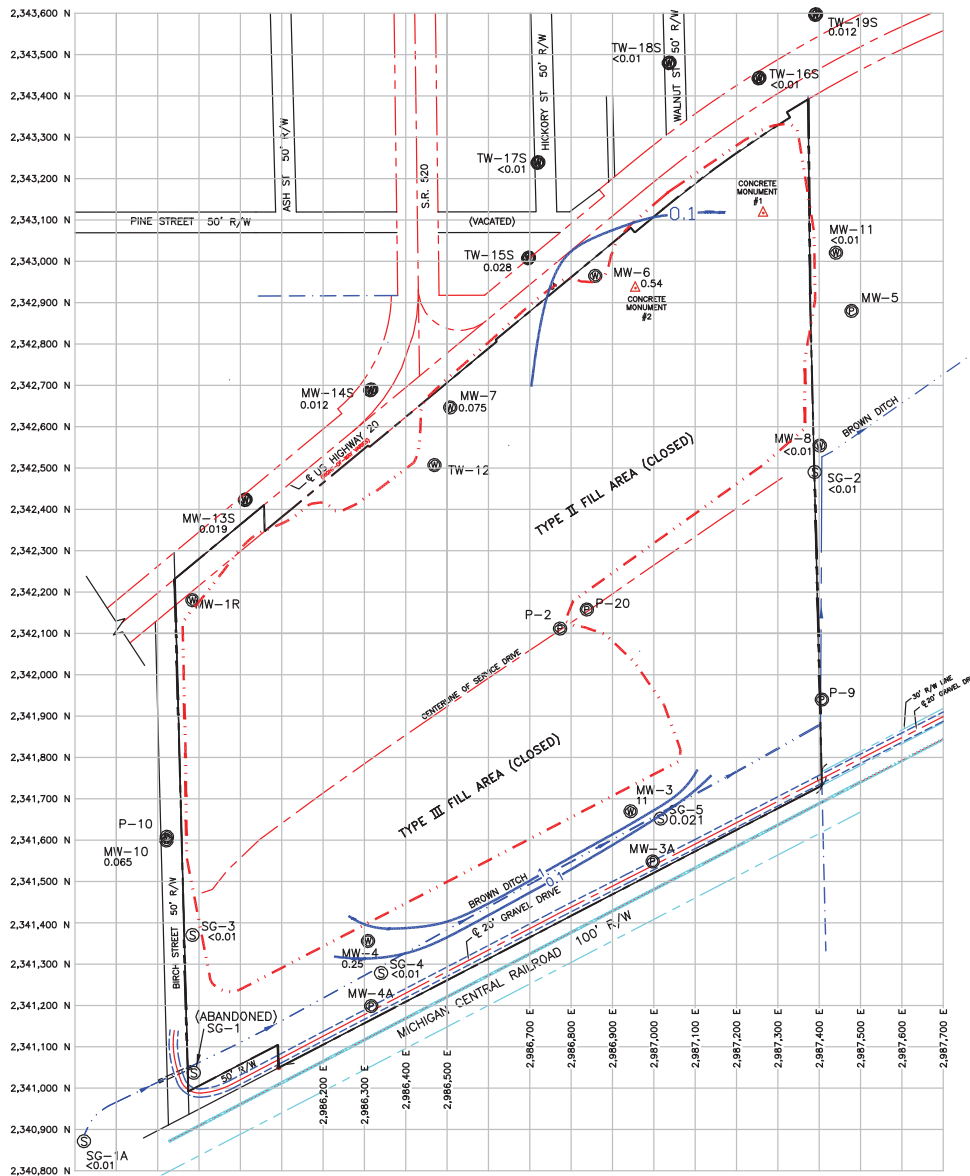 2,343,600 N
2,343,500 N
2,343,400 N
2,343,300 N
2,343,200 N
2,343,100 N
2,343,000 N
2,342,900 N
2,342,800 N
2,342,700 N
2,342,600 N
2,342,500 N
2,342,400 N
2,342,300 N
2,342,200 N
2,342,100 N
2,342,000 N
2,341,900 N
2,341,800 N
2,341,700 N
2,341,600 N
2,341,500 N
2,341,400 N
2,341,300 N
2,341,200 N
2,341,100 N
2,341,000 N
2,340,900 N
2,340,800 N
TW-19S
0.012
TW-18S
<0.01
WALNUT ST 50' R/W
HICKORY ST 50' R/W
TW-16S
<0.01
ASH ST 50' R/W
S.R. 520
TW-17S
<0.01
CONCRETE
MONUMENT
#1
0.1
PINE STREET 50' R/W
(VACATED)
MW-11
<0.01
TW-15S
0.028
MW-6
0.54
CONCRETE
MONUMENT
#2
MW-5
MW-14S
0.012
MW-7
0.075
BROWN DITCH
MW-8
<0.01
℄ US HIGHWAY 20
TW-12
SG-2
<0.01
TYPE II FILL AREA (CLOSED)
MW-13S
0.019
MW-1R
P-20
P-2
CENTERLINE OF SERVICE DRIVE
P-9
30' R/W LINE
℄ 20' GRAVEL DRI
TYPE III FILL AREA (CLOSED)
MW-3
11
SG-5
0.021
P-10
MW-10
0.065
MW-3A
1
0.1
BROWN DITCH
℄ 20' GRAVEL DRIVE
BIRCH STREET 50' R/W
SG-3
<0.01
MW-4
0.25
SG-4
<0.01
MICHIGAN CENTRAL RAILROAD 100' R/W
MW-4A
(ABANDONED)
SG-1
50' R/W
SG-1A
<0.01
2,986,200 E
2,986,300 E
2,986,400 E
2,986,500 E
2,986,700 E
2,986,800 E
2,986,900 E
2,987,000 E
2,987,100 E
2,987,200 E
2,987,300 E
2,987,400 E
2,987,500 E
2,987,600 E
2,987,700 E